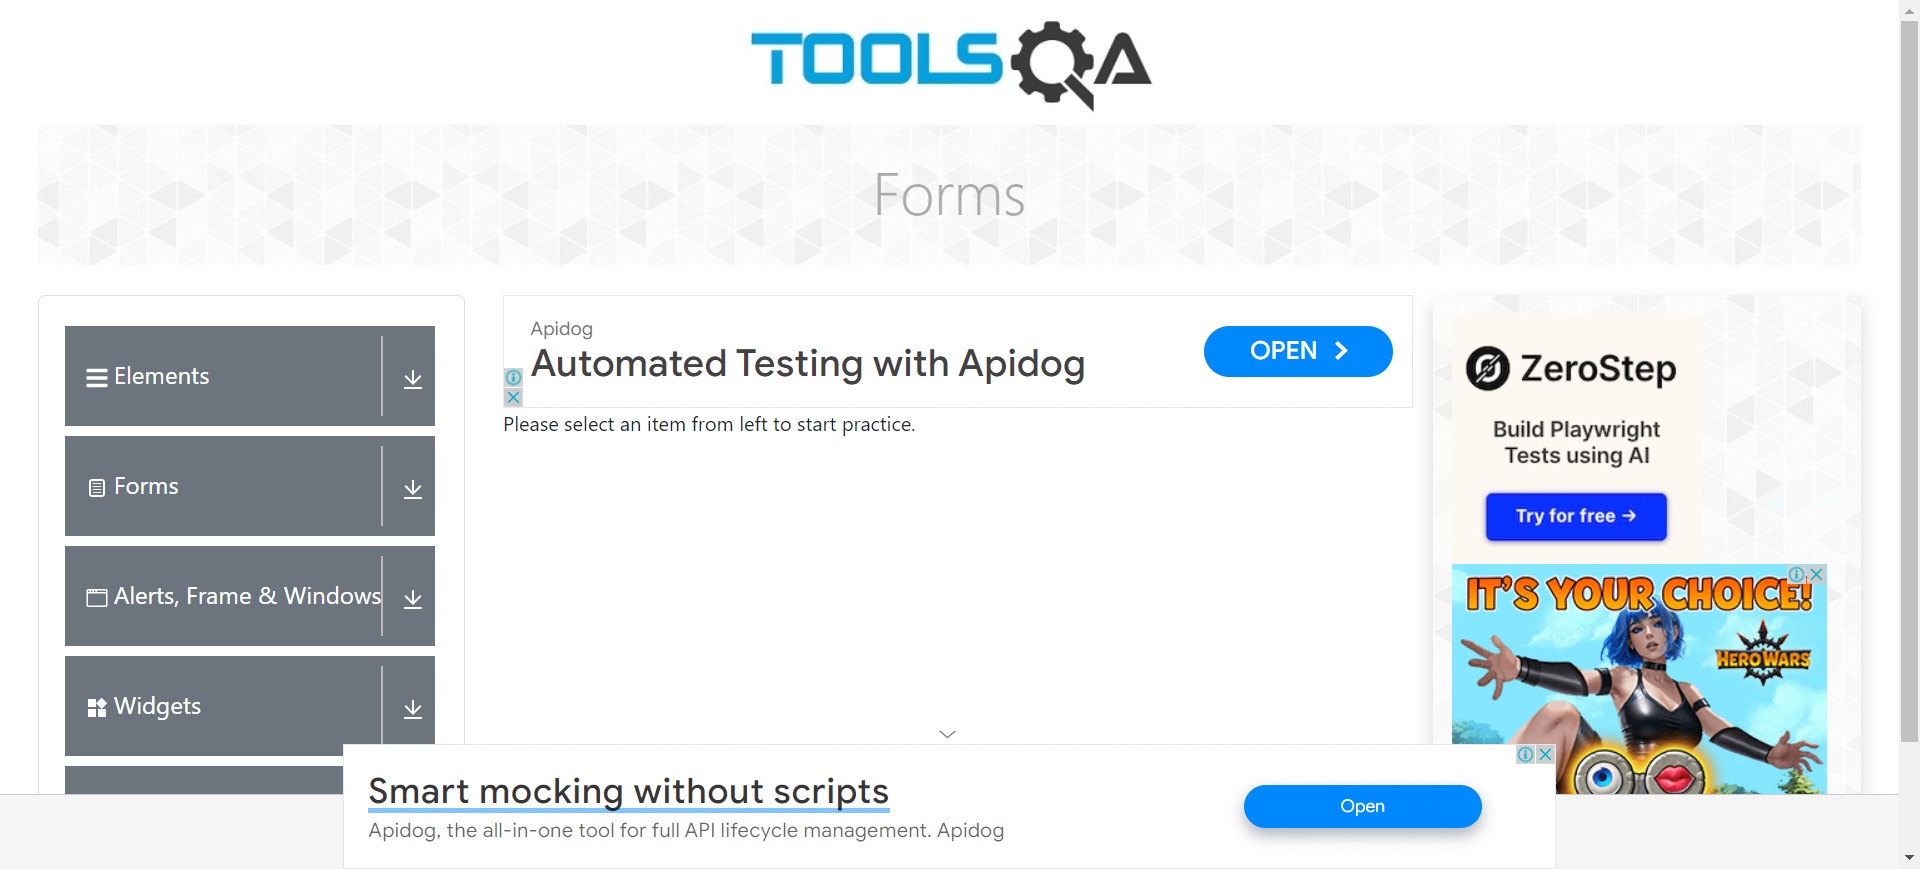 TOOLSQA
Forms
Elements
Forms
Alerts, Frame & Windows
Widgets
Apidog
Automated Testing with Apidog
OPEN
Please select an item from left to start practice.
ZeroStep
Build Playwright
Tests using AI
Try for free →
IT'S YOUR CHOICE!
HERO WARS
Smart mocking without scripts
Apidog, the all-in-one tool for full API lifecycle management. Apidog
Open